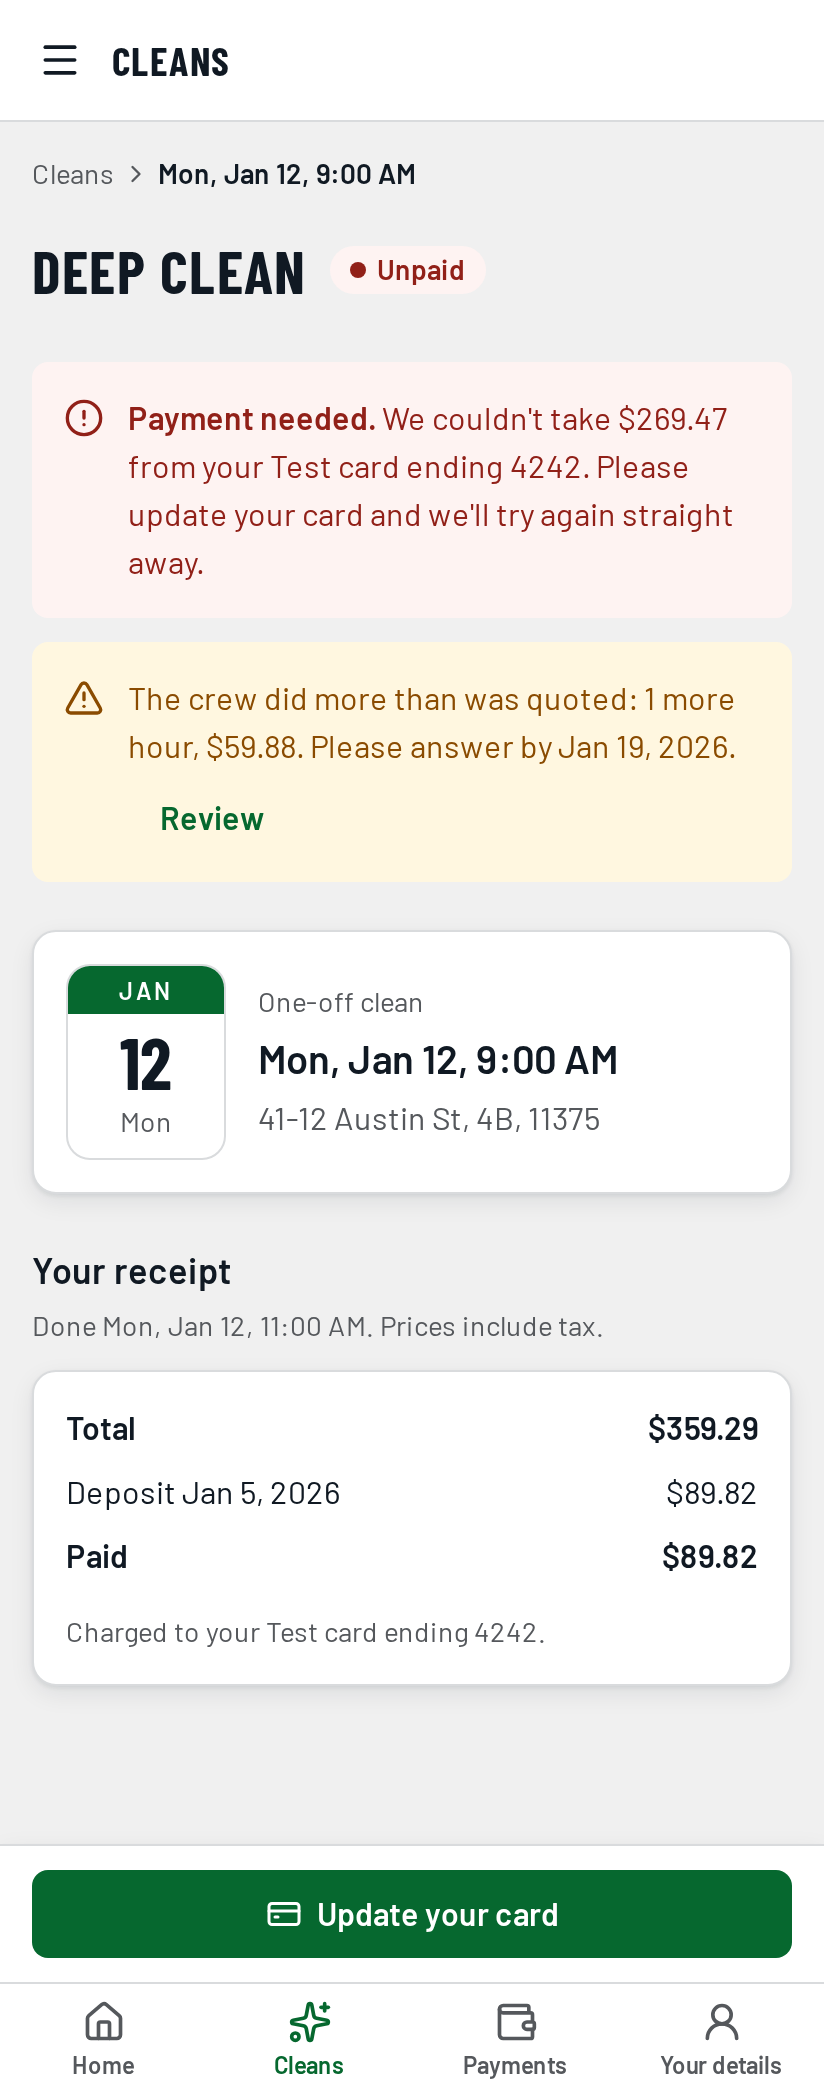 CLEANS
Cleans > Mon, Jan 12, 9:00 AM
DEEP CLEAN
Unpaid
Payment needed. We couldn't take $269.47
from your Test card ending 4242. Please
update your card and we'll try again straight
away.
The crew did more than was quoted: 1 more
hour, $59.88. Please answer by Jan 19, 2026.
Review
JAN
12
Mon
One-off clean
Mon, Jan 12, 9:00 AM
41-12 Austin St, 4B, 11375
Your receipt
Done Mon, Jan 12, 11:00 AM. Prices include tax.
Total $359.29
Deposit Jan 5, 2026 $89.82
Paid $89.82
Charged to your Test card ending 4242.
Update your card
Home Cleans Payments Your details